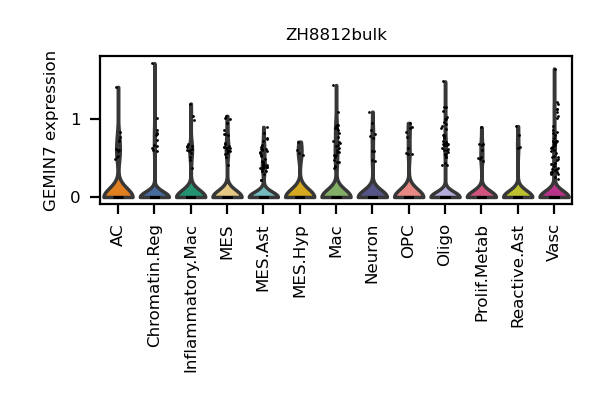 ZH8812bulk
GEMIN7 expression
1
0
AC
Chromatin.Reg
Inflammatory.Mac
MES
MES.Ast
MES.Hyp
Mac
Neuron
OPC
Oligo
Prolif.Metab
Reactive.Ast
Vasc